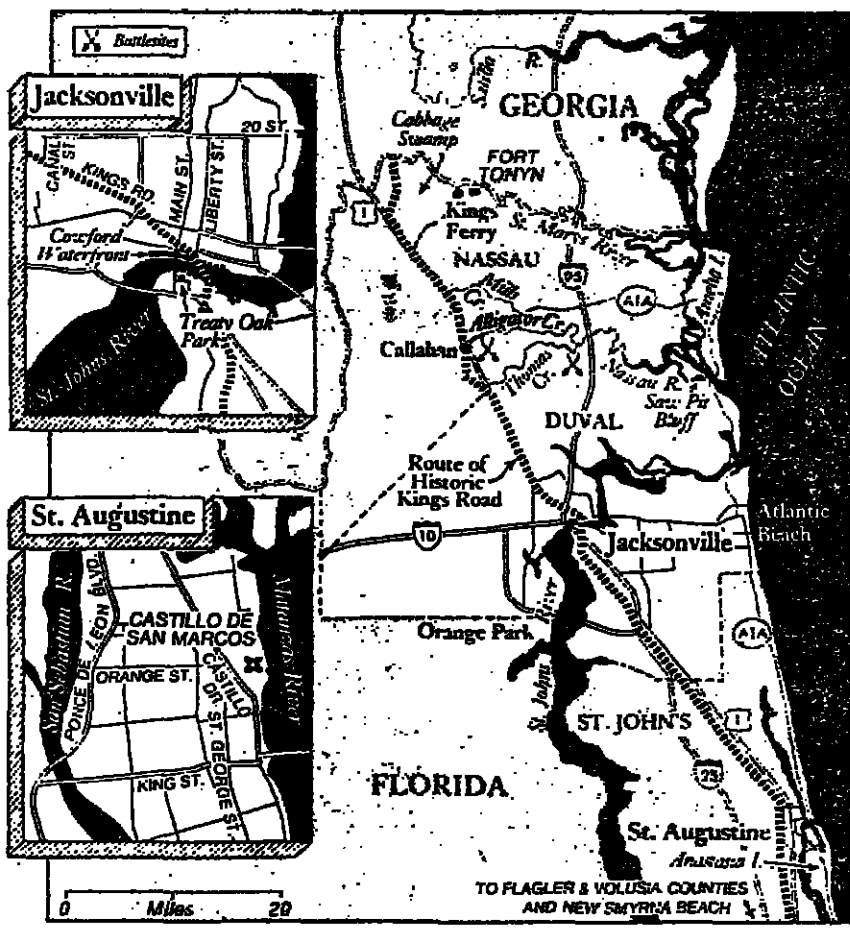 Battlesites
Jacksonville
20 ST.
CANAL
ST.
KINGS RD.
MAIN ST.
LIBERTY ST.
Cowford
Waterfront
Treaty Oak
Park
St. Johns River
St. Augustine
San Sebastian R.
PONCE DE LEON BLVD.
CASTILLO DE
SAN MARCOS
ORANGE ST.
CASTILLO
DR.
ST. GEORGE ST.
KING ST.
Matanzas River
0 Miles 20
Satilla
R.
GEORGIA
Cabbage
Swamp
FORT
TONYN
1
Kings
Ferry
St. Marys River
NASSAU
95
Mills
Cr.
A1A
Amelia I.
Alligator Cr.
Callahan
Thomas
Cr.
Nassau R.
Saw Pit
Bluff
DUVAL
ATLANTIC
OCEAN
Route of
Historic
Kings Road
Atlantic
Beach
10
Jacksonville
Orange Park
St. Johns River
A1A
ST. JOHN'S
1
FLORIDA
St. Augustine
Anastasia I.
TO FLAGLER & VOLUSIA COUNTIES
AND NEW SMYRNA BEACH